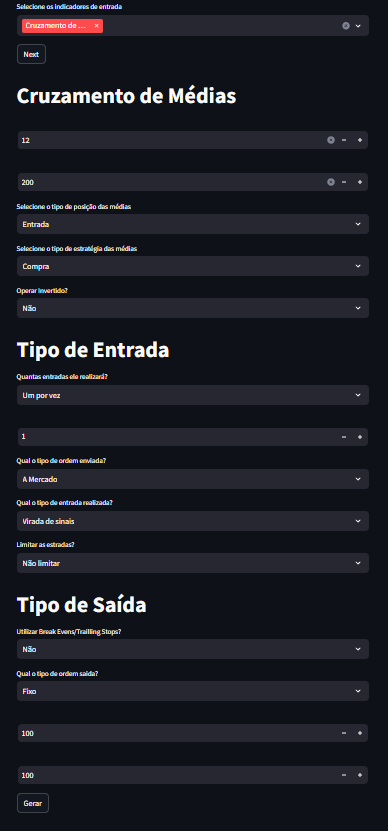 Selecione os indicadores de entrada
Cruzamento de ...
Next
Cruzamento de Médias
12
200
Selecione o tipo de posição das médias
Entrada
Selecione o tipo de estratégia das médias
Compra
Operar Invertido?
Não
Tipo de Entrada
Quantas entradas ele realizará?
Um por vez
1
Qual o tipo de ordem enviada?
A Mercado
Qual o tipo de entrada realizada?
Virada de sinais
Limitar as estradas?
Não limitar
Tipo de Saída
Utilizar Break Evens/Trailling Stops?
Não
Qual o tipo de ordem saida?
Fixo
100
100
Gerar